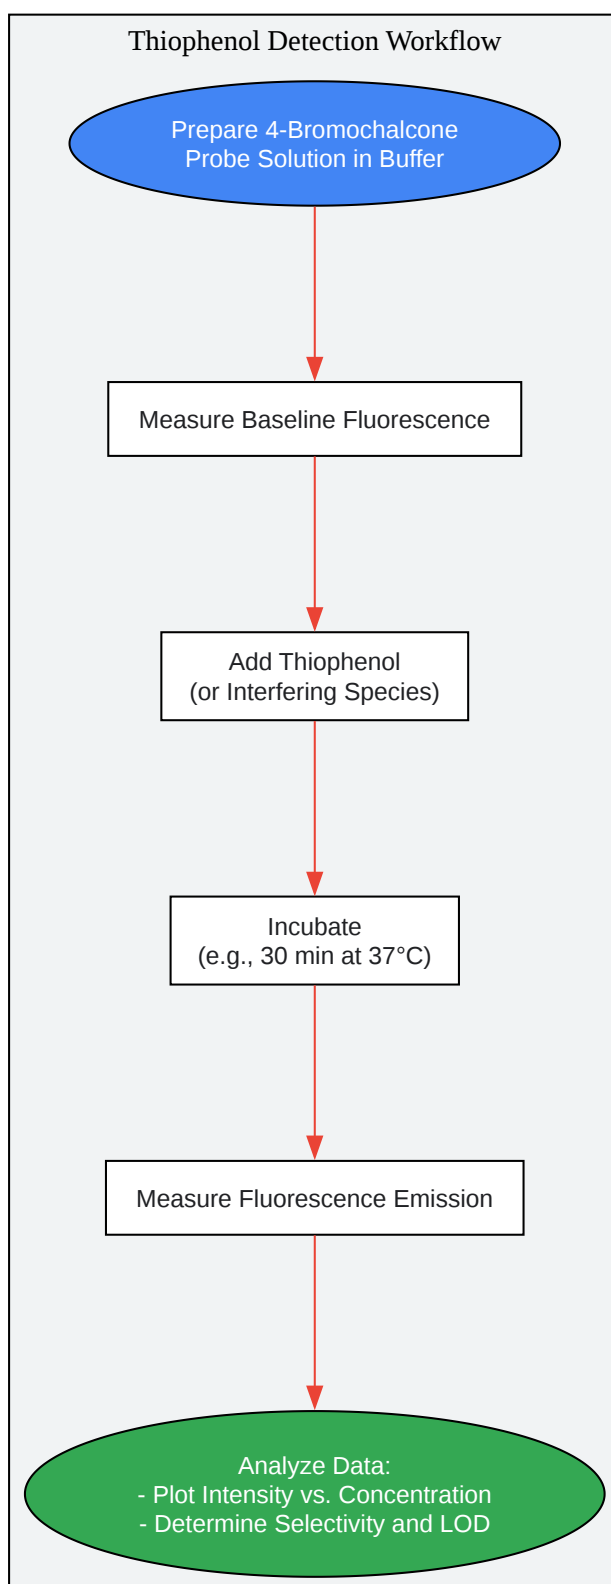 Thiophenol Detection Workflow
Prepare 4-Bromochalcone
Probe Solution in Buffer
Measure Baseline Fluorescence
Add Thiophenol
(or Interfering Species)
Incubate
(e.g., 30 min at 37°C)
Measure Fluorescence Emission
Analyze Data:
- Plot Intensity vs. Concentration
- Determine Selectivity and LOD